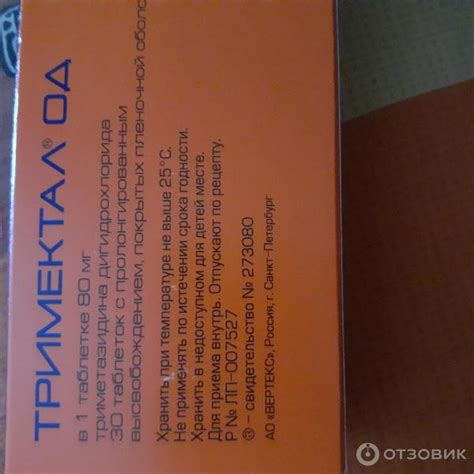 ТРИМЕКТАЛ® ОД
в 1 таблетке 80 мг
триметазидина дигидрохлорида
30 таблеток с пролонгированным
высвобождением, покрытых пленочной оболо
Хранить при температуре не выше 25°С.
Не применять по истечении срока годности.
Хранить в недоступном для детей месте.
Для приема внутрь. Отпускают по рецепту.
Р № ЛП-007527
® – свидетельство № 273080
АО «ВЕРТЕКС», Россия, г. Санкт-Петербург
ОТЗОВИК